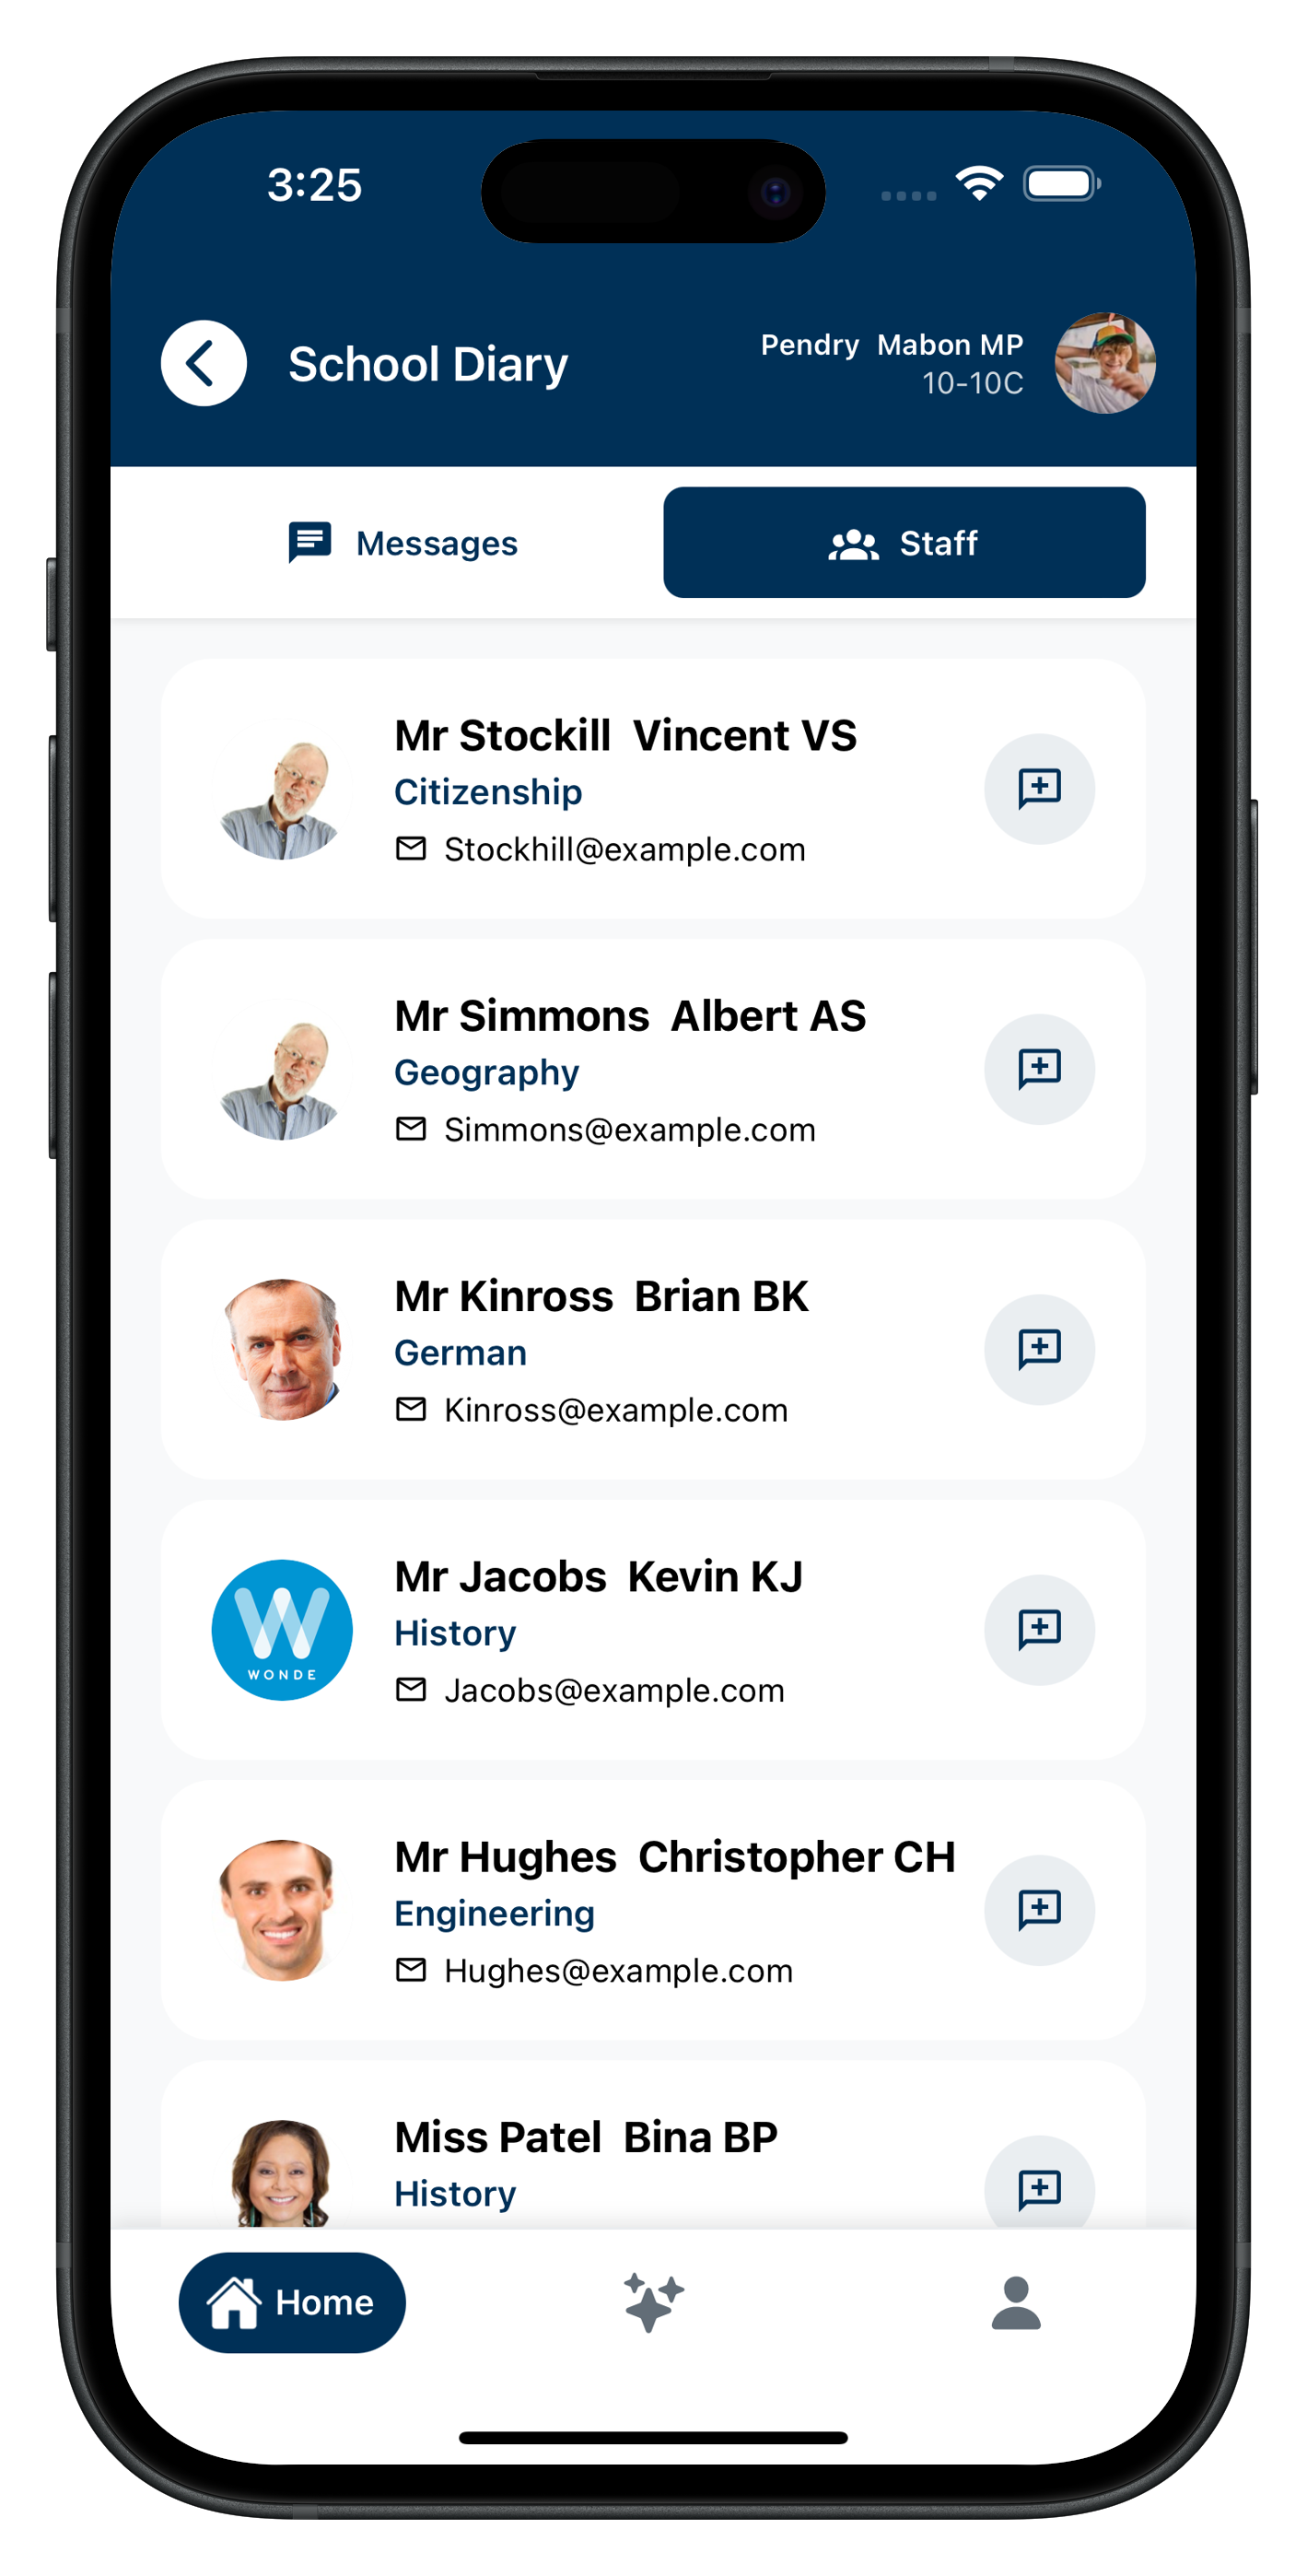 3:25
School Diary
Pendry  Mabon MP
10-10C
Messages
Staff
Mr Stockill  Vincent VS
Citizenship
Stockhill@example.com
Mr Simmons  Albert AS
Geography
Simmons@example.com
Mr Kinross  Brian BK
German
Kinross@example.com
WONDE
Mr Jacobs  Kevin KJ
History
Jacobs@example.com
Mr Hughes  Christopher CH
Engineering
Hughes@example.com
Miss Patel  Bina BP
History
Home